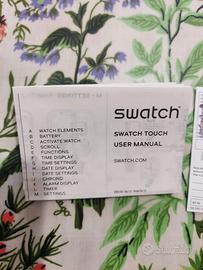 swatch
SWATCH TOUCH
USER MANUAL
SWATCH.COM
A WATCH ELEMENTS
B BATTERY
C ACTIVATE WATCH
D SCROLL
E FUNCTIONS
F TIME DISPLAY
G TIME SETTINGS
H DATE DISPLAY
I DATE SETTINGS
J CHRONO
K ALARM DISPLAY
L TIMER
M SETTINGS
subito